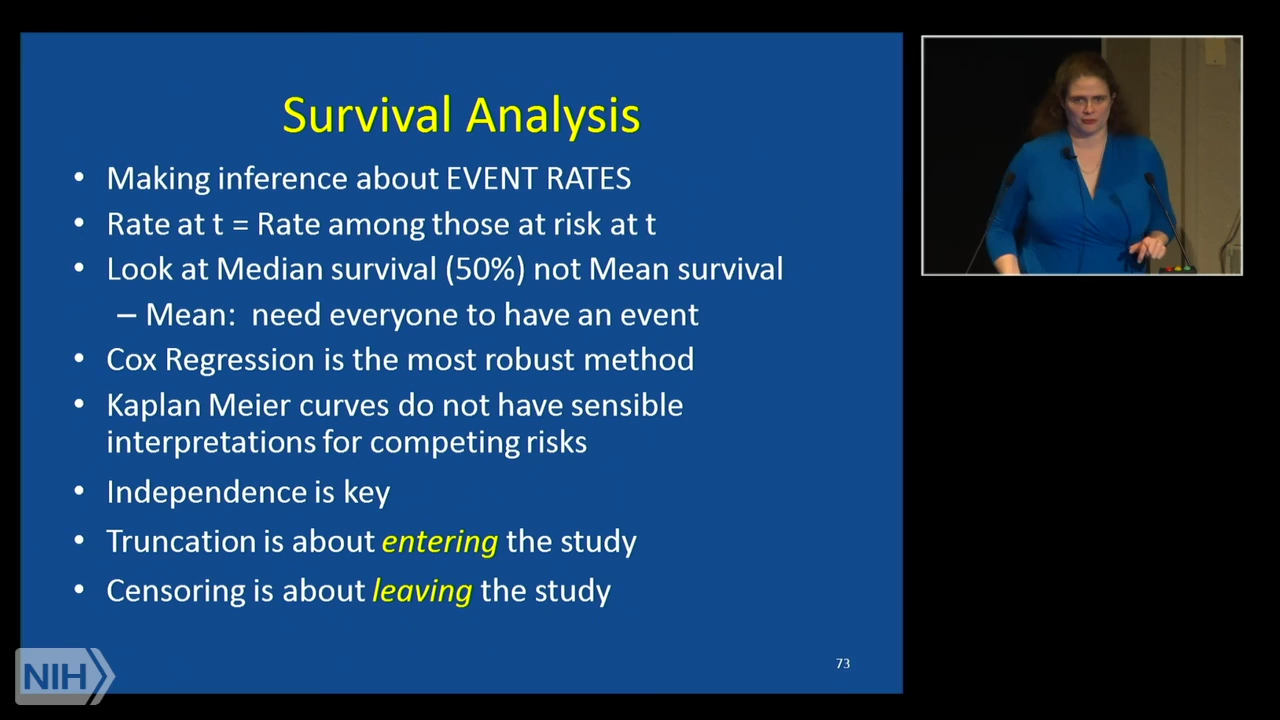 Survival Analysis
• Making inference about EVENT RATES
• Rate at t = Rate among those at risk at t
• Look at Median survival (50%) not Mean survival
– Mean: need everyone to have an event
• Cox Regression is the most robust method
• Kaplan Meier curves do not have sensible
interpretations for competing risks
• Independence is key
• Truncation is about entering the study
• Censoring is about leaving the study
73
NIH